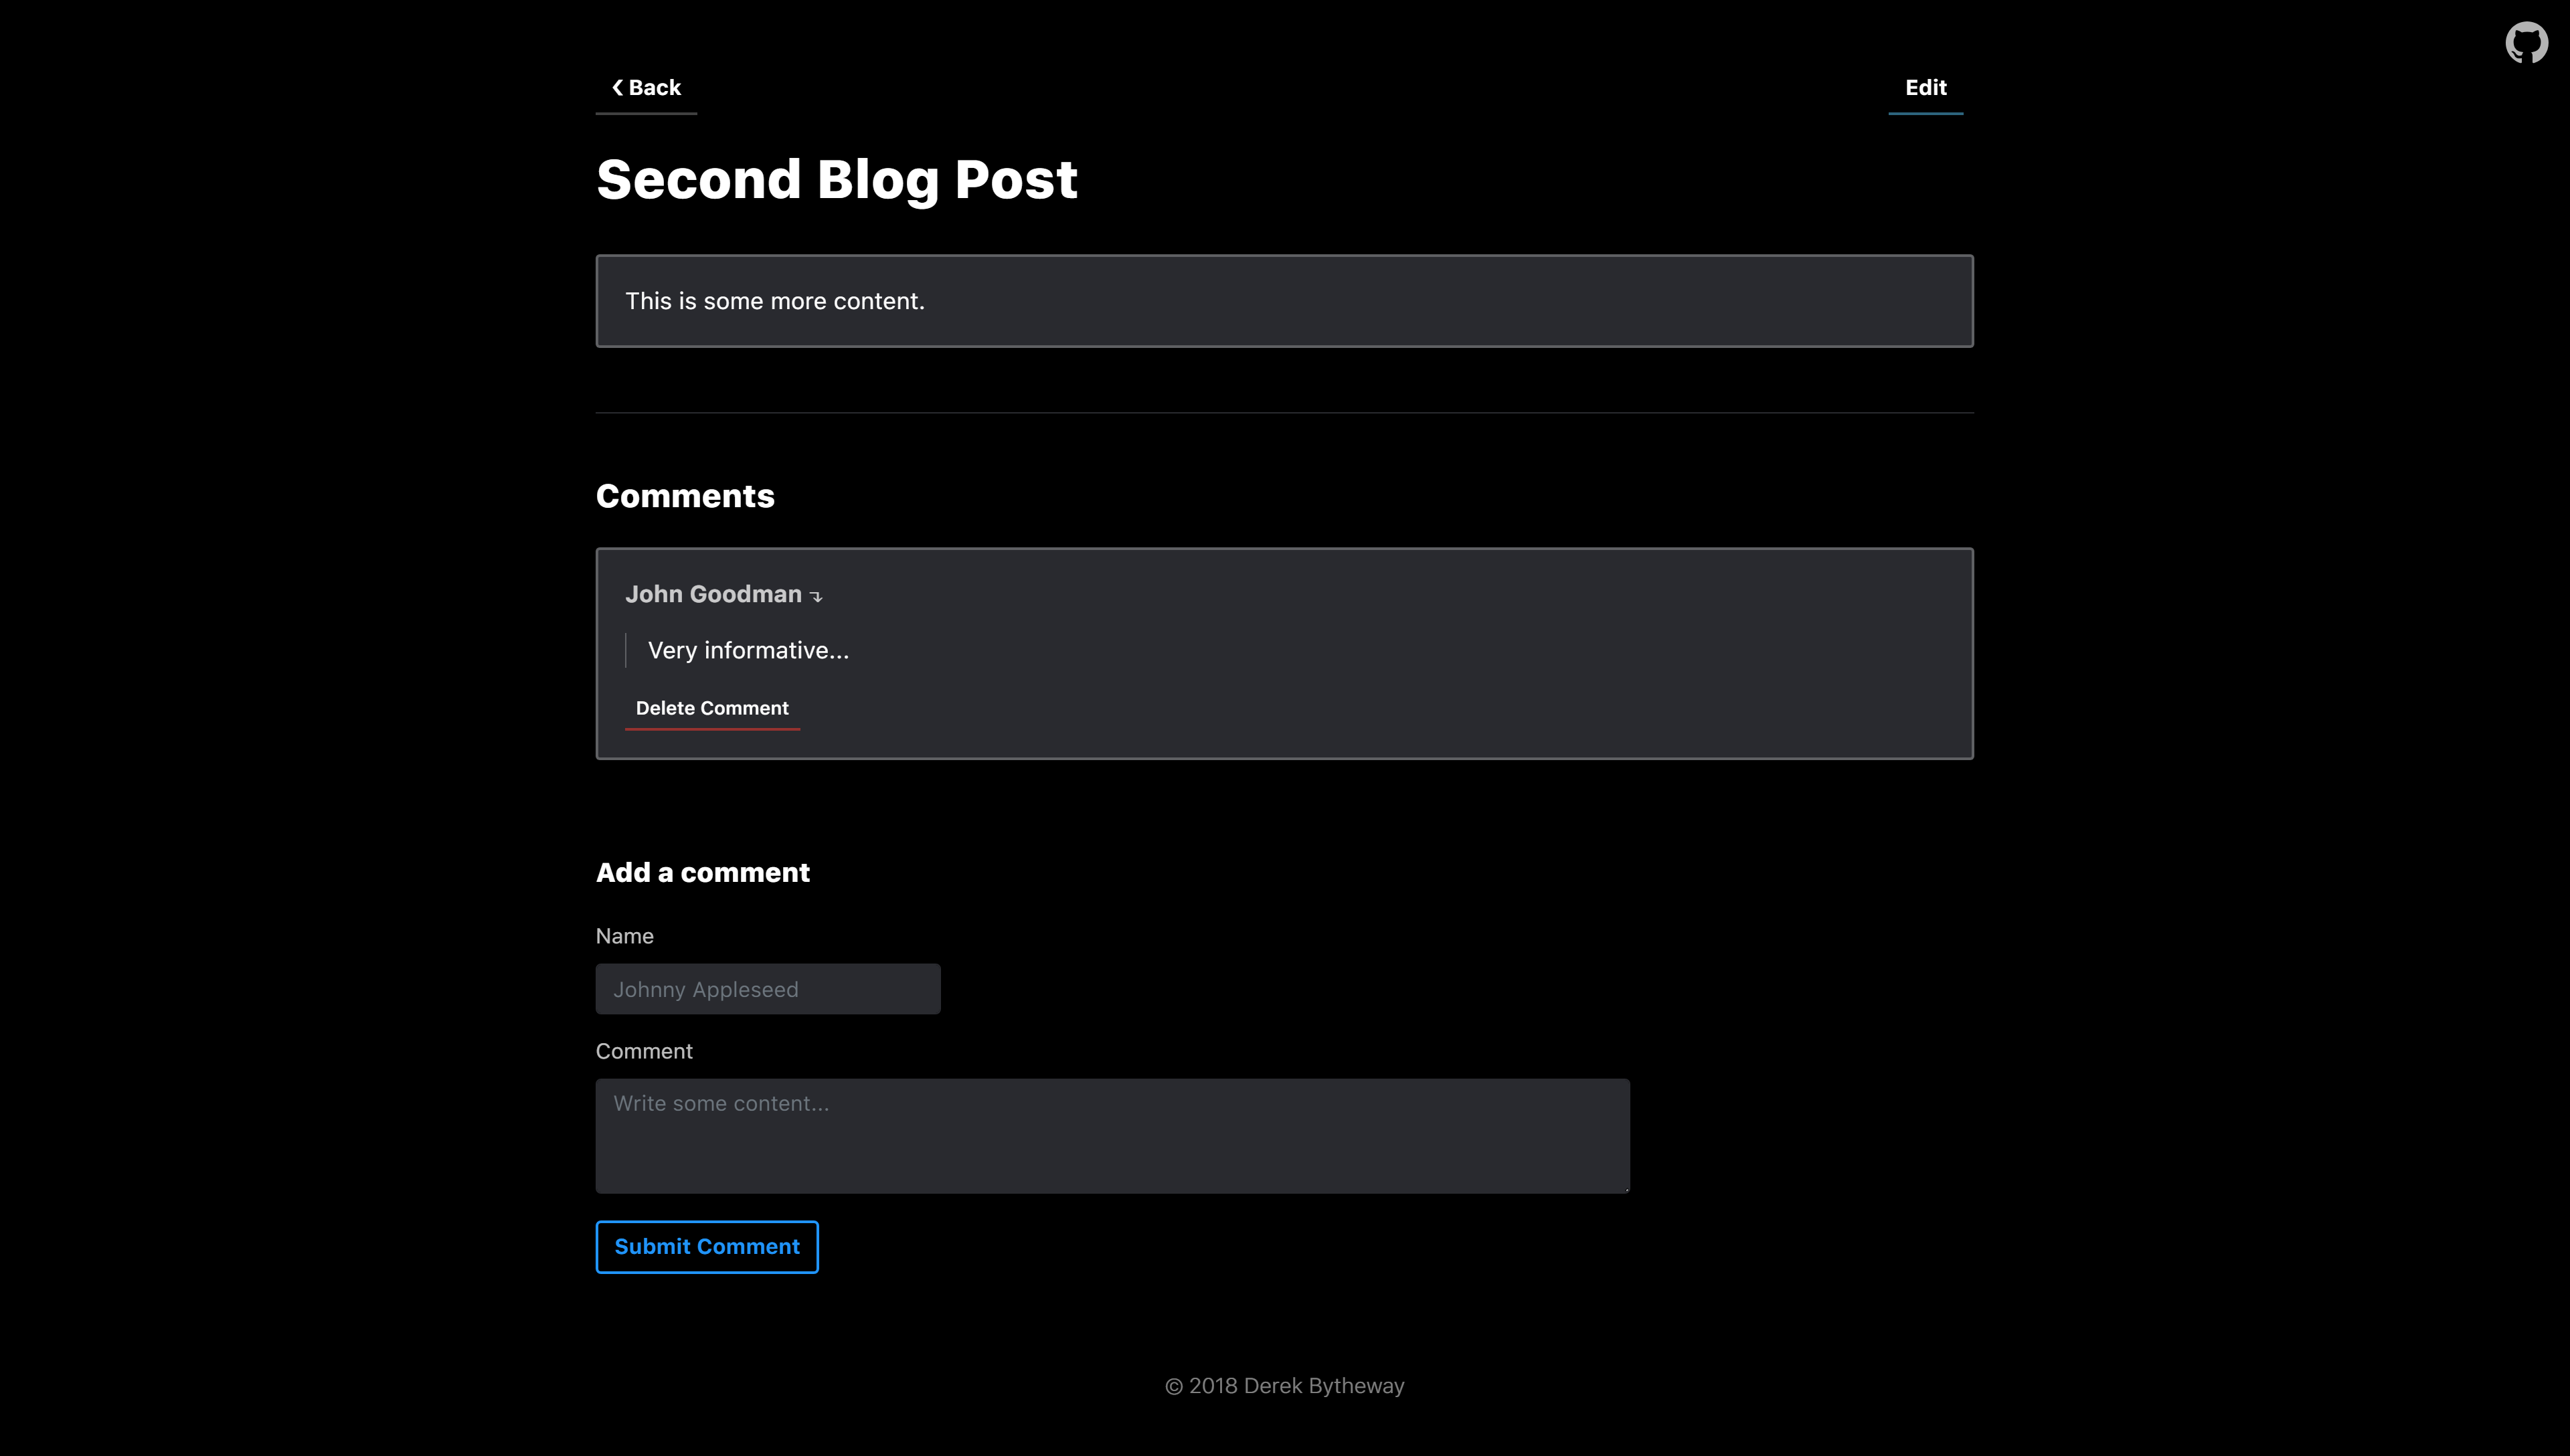 ❮ Back
Edit
Second Blog Post
This is some more content.
Comments
John Goodman ↴
Very informative...
Delete Comment
Add a comment
Name
Johnny Appleseed
Comment
Write some content...
Submit Comment
© 2018 Derek Bytheway